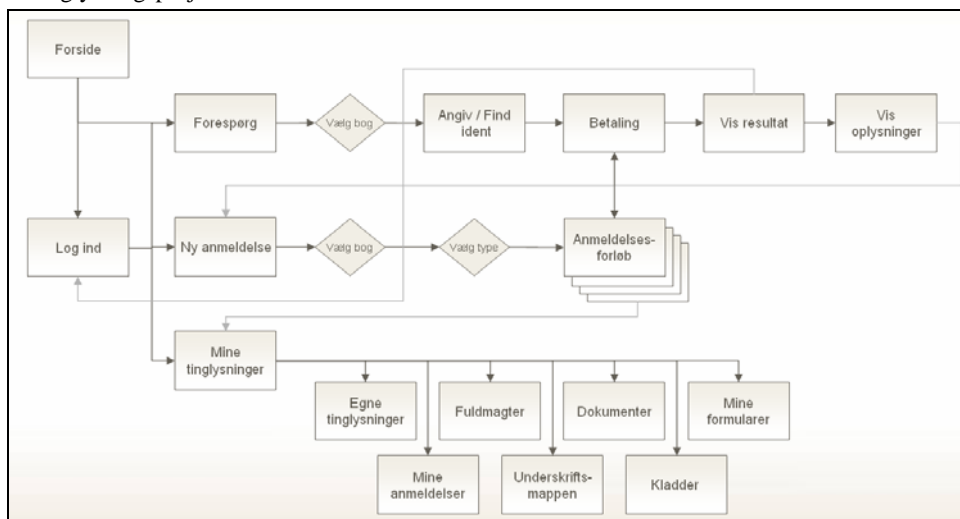 Forside
Forespørg
Vælg bog
Angiv / Find
ident
Betaling
Vis resultat
Vis
oplysninger
Log ind
Ny anmeldelse
Vælg bog
Vælg type
Anmeldelses-
forløb
Mine
tinglysninger
Egne
tinglysninger
Fuldmagter
Dokumenter
Mine
formularer
Mine
anmeldelser
Underskrifts-
mappen
Kladder